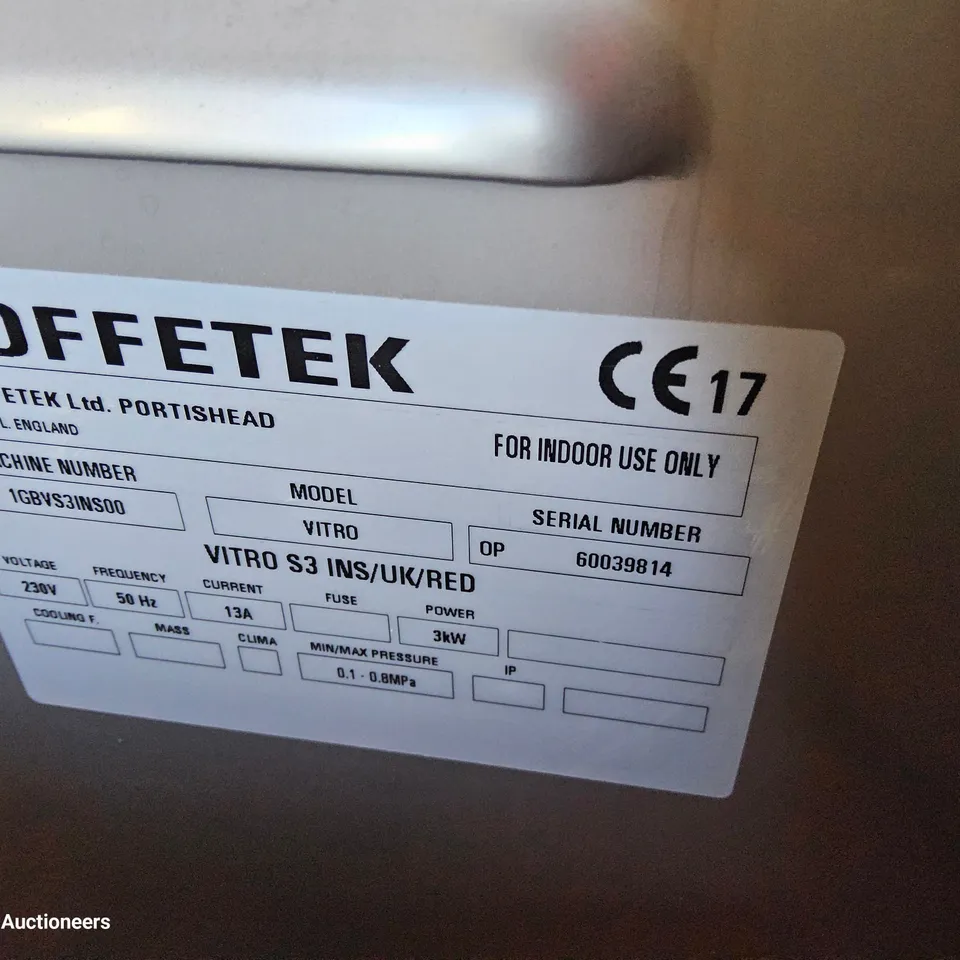 OFFETEK
CE 17
ETEK Ltd. PORTISHEAD
L. ENGLAND
FOR INDOOR USE ONLY
CHINE NUMBER
MODEL
SERIAL NUMBER
1GBVS3INS00
VITRO
OP 60039814
VITRO S3 INS/UK/RED
VOLTAGE FREQUENCY CURRENT FUSE POWER
230V 50 Hz 13A 3kW
COOLING F. MASS CLIMA MIN/MAX PRESSURE IP
0.1 - 0.8MPa
Auctioneers